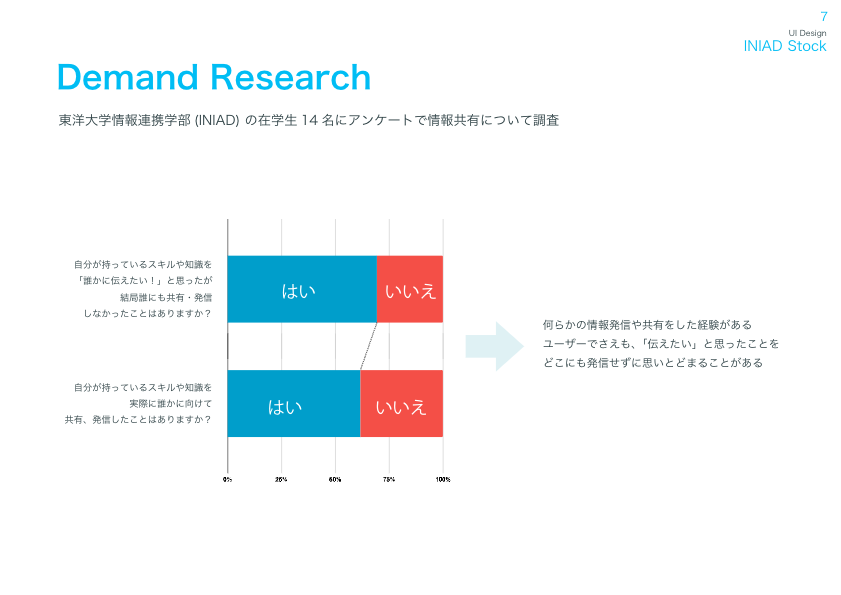 7
UI Design
INIAD Stock
Demand Research
東洋大学情報連携学部 (INIAD) の在学生 14 名にアンケートで情報共有について調査
自分が持っているスキルや知識を
「誰かに伝えたい！」と思ったが
結局誰にも共有・発信
しなかったことはありますか？
はい
いいえ
自分が持っているスキルや知識を
実際に誰かに向けて
共有、発信したことはありますか？
はい
いいえ
0%
25%
60%
75%
100%
何らかの情報発信や共有をした経験がある
ユーザーでさえも、「伝えたい」と思ったことを
どこにも発信せずに思いとどまることがある